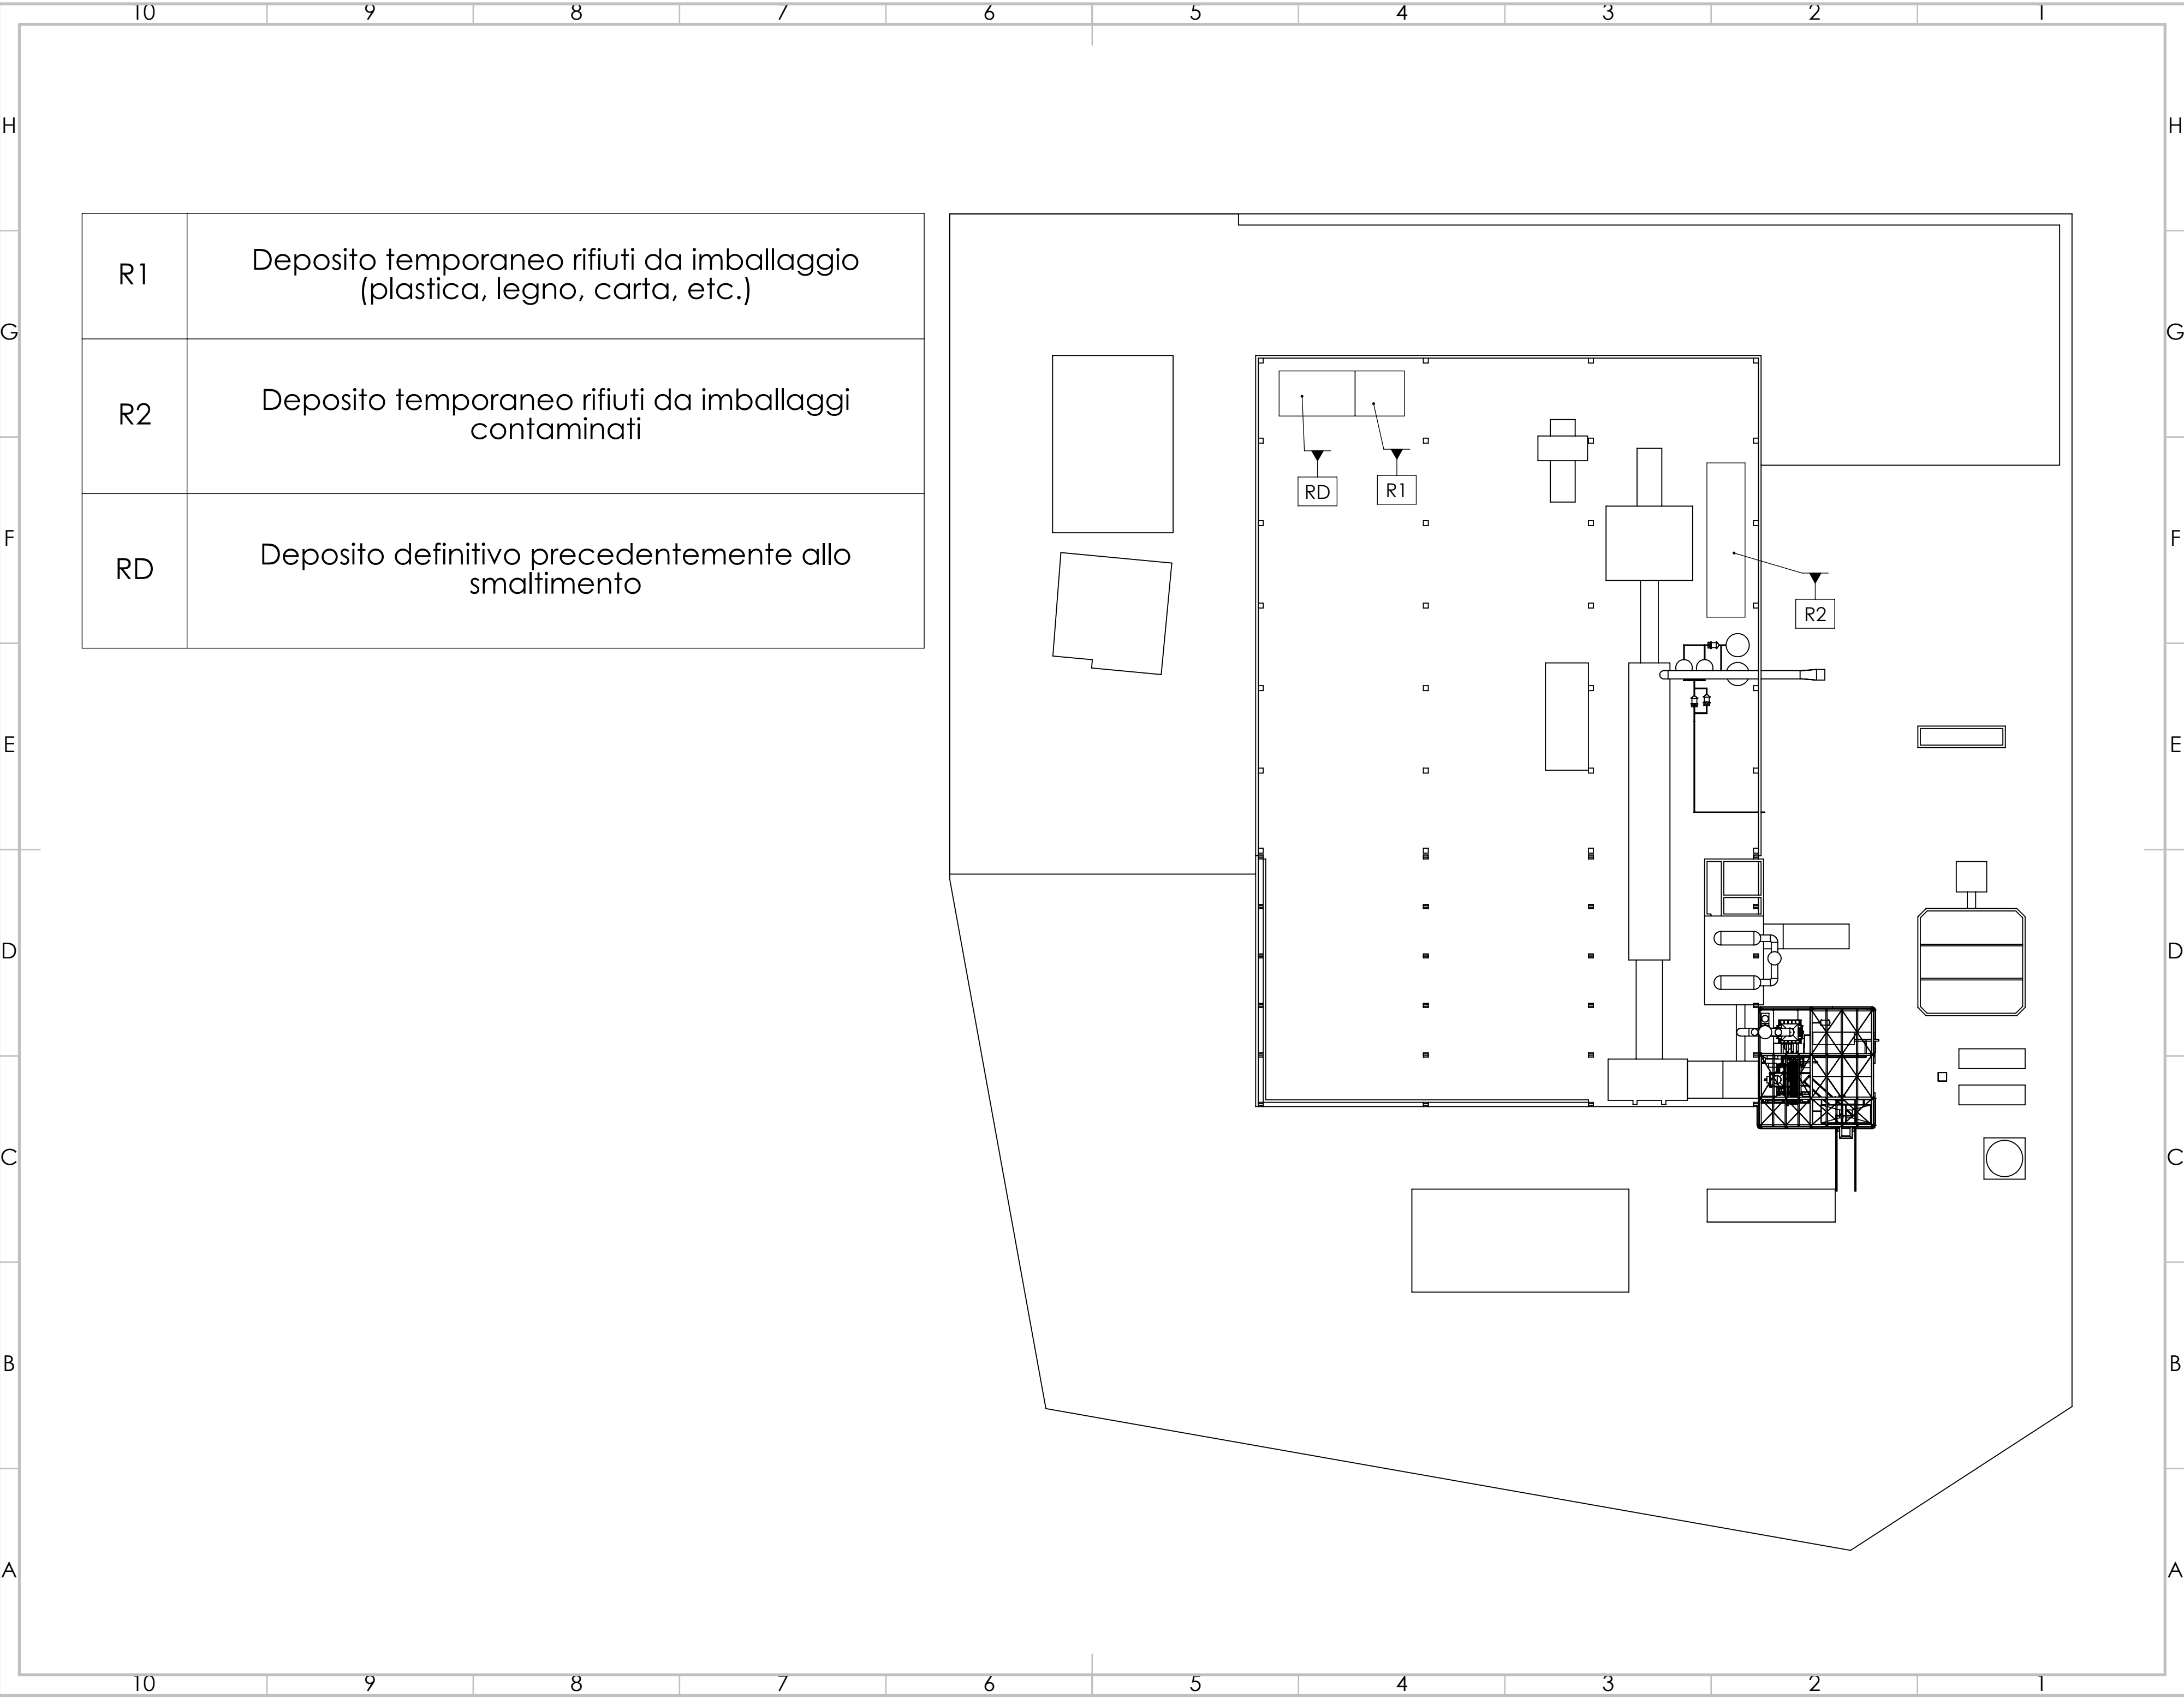 10 9 8 7 6 5 4 3 2 1
H H
R1
Deposito temporaneo rifiuti da imballaggio
(plastica, legno, carta, etc.)
G G
R2
Deposito temporaneo rifiuti da imballaggi
contaminati
RD R1
F F
RD
Deposito definitivo precedentemente allo
smaltimento
R2
E E
D D
C C
B B
A A
10 9 8 7 6 5 4 3 2 1